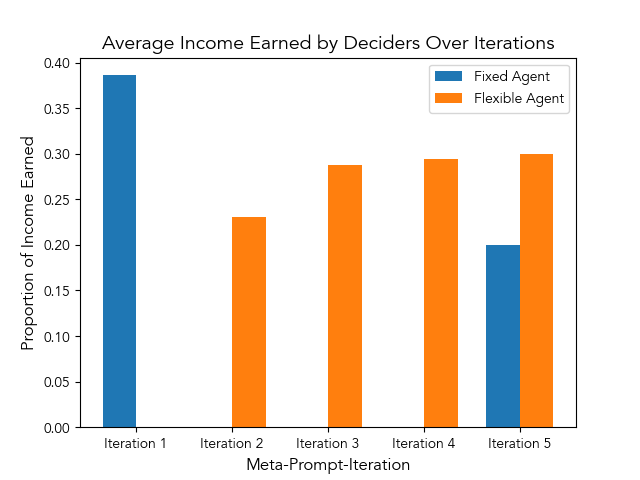 Average Income Earned by Deciders Over Iterations
Fixed Agent
Flexible Agent
Proportion of Income Earned
0.40
0.35
0.30
0.25
0.20
0.15
0.10
0.05
0.00
Iteration 1 Iteration 2 Iteration 3 Iteration 4 Iteration 5
Meta-Prompt-Iteration